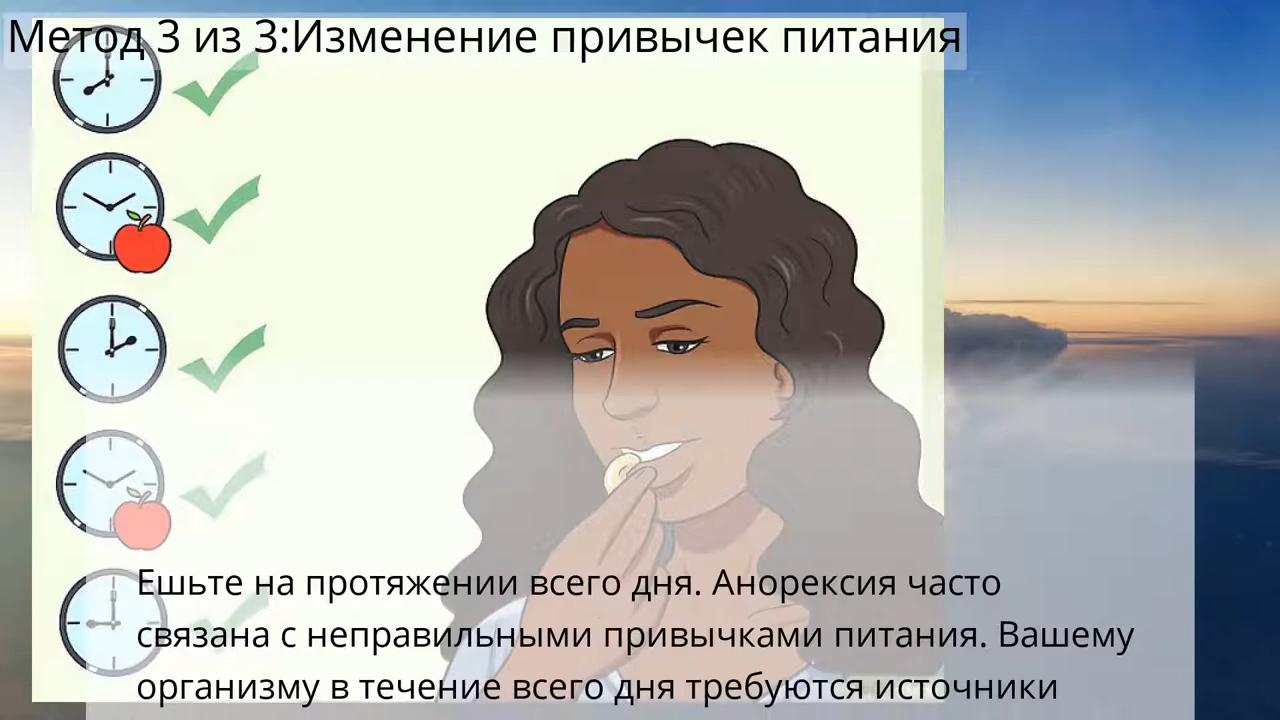 Метод 3 из 3:Изменение привычек питания
Ешьте на протяжении всего дня. Анорексия часто
связана с неправильными привычками питания. Вашему
организму в течение всего дня требуются источники